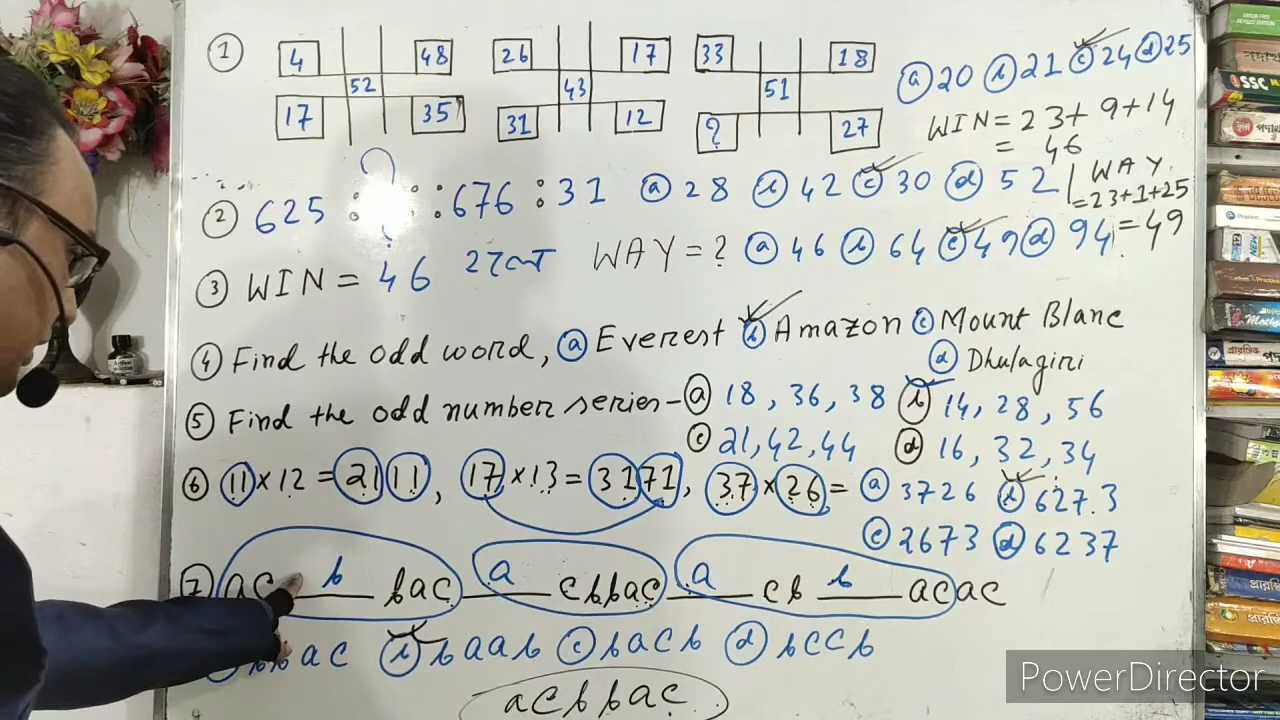 ① 4 48 26 17 33 18 ⓐ 20 ⓑ 21 ⓒ 24 ⓓ 25
52 43 51
17 35 31 12 ? 27
WIN = 23 + 9 + 14
= 46
② 625 : ? :: 676 : 31 ⓐ 28 ⓑ 42 ⓒ 30 ⓓ 52
WAY
= 23+1+25
= 49
③ WIN = 46 WAY = ? ⓐ 46 ⓑ 64 ⓒ 49 ⓓ 94
④ Find the odd word, ⓐ Everest ⓑ Amazon ⓒ Mount Blanc
ⓓ Dhulagiri
⑤ Find the odd number series - ⓐ 18, 36, 38 ⓑ 14, 28, 56
ⓒ 21, 42, 44 ⓓ 16, 32, 34
⑥ 11 × 12 = 2111, 17 × 13 = 3171, 37 × 26 = ⓐ 3726 ⓑ 6273
ⓒ 2673 ⓓ 6237
⑦ ac b bac a cbbac a cb b acac
bbac ⓑ baab ⓒ bacb ⓓ bccb
acbbac
PowerDirector
SSC